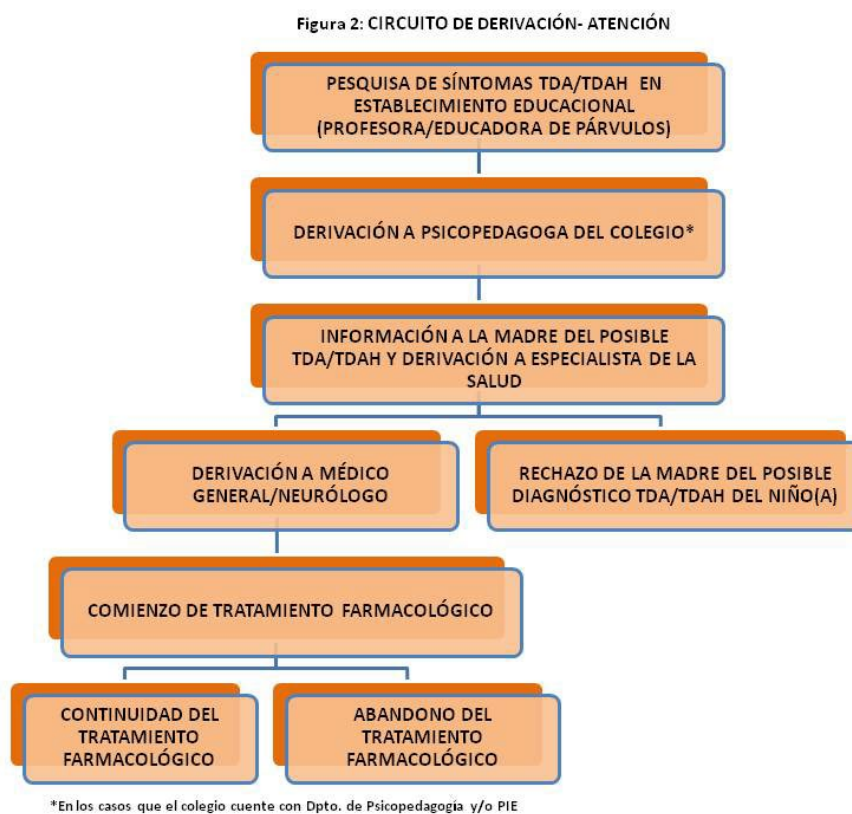 Figura 2: CIRCUITO DE DERIVACIÓN- ATENCIÓN
PESQUISA DE SÍNTOMAS TDA/TDAH EN
ESTABLECIMIENTO EDUCACIONAL
(PROFESORA/EDUCADORA DE PÁRVULOS)
DERIVACIÓN A PSICOPEDAGOGA DEL COLEGIO*
INFORMACIÓN A LA MADRE DEL POSIBLE
TDA/TDAH Y DERIVACIÓN A ESPECIALISTA DE LA
SALUD
DERIVACIÓN A MÉDICO
GENERAL/NEURÓLOGO
RECHAZO DE LA MADRE DEL POSIBLE
DIAGNÓSTICO TDA/TDAH DEL NIÑO(A)
COMIENZO DE TRATAMIENTO FARMACOLÓGICO
CONTINUIDAD DEL
TRATAMIENTO
FARMACOLÓGICO
ABANDONO DEL
TRATAMIENTO
FARMACOLÓGICO
*En los casos que el colegio cuente con Dpto. de Psicopedagogía y/o PIE